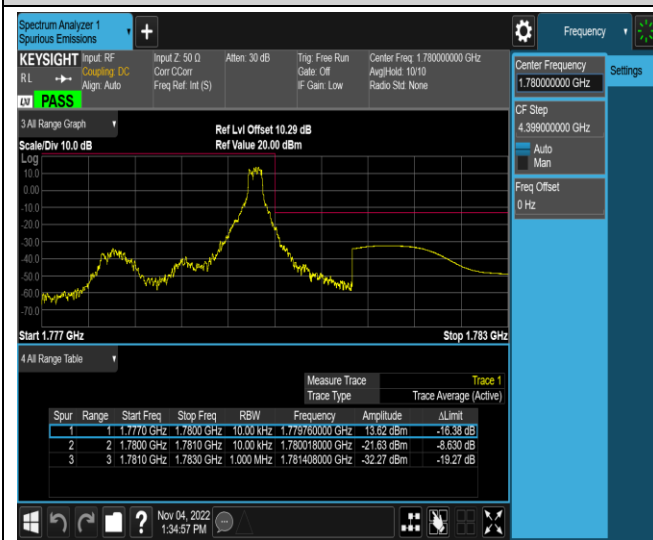 Spectrum Analyzer 1
Spurious Emissions
Frequency
KEYSIGHT
RL
Input: RF
Coupling: DC
Align: Auto
Input Z: 50 Ω
Corr CCorr
Freq Ref: Int (S)
Atten: 30 dB
Trig: Free Run
Gate: Off
IF Gain: Low
Center Freq: 1.780000000 GHz
Avg|Hold: 10/10
Radio Std: None
LXI PASS
3 All Range Graph
Scale/Div 10.0 dB
Ref Lvl Offset 10.29 dB
Ref Value 20.00 dBm
Log
10.0
0.00
-10.0
-20.0
-30.0
-40.0
-50.0
-60.0
-70.0
Start 1.777 GHz
Stop 1.783 GHz
4 All Range Table
Measure Trace Trace 1
Trace Type Trace Average (Active)
Spur Range Start Freq Stop Freq RBW Frequency Amplitude ΔLimit
1 1 1.7770 GHz 1.7800 GHz 10.00 kHz 1.779760000 GHz 13.62 dBm -16.38 dB
2 2 1.7800 GHz 1.7810 GHz 10.00 kHz 1.780018000 GHz -21.63 dBm -8.630 dB
3 3 1.7810 GHz 1.7830 GHz 1.000 MHz 1.781408000 GHz -32.27 dBm -19.27 dB
Nov 04, 2022
1:34:57 PM
Center Frequency
1.780000000 GHz
Settings
CF Step
4.399000000 GHz
Auto
Man
Freq Offset
0 Hz